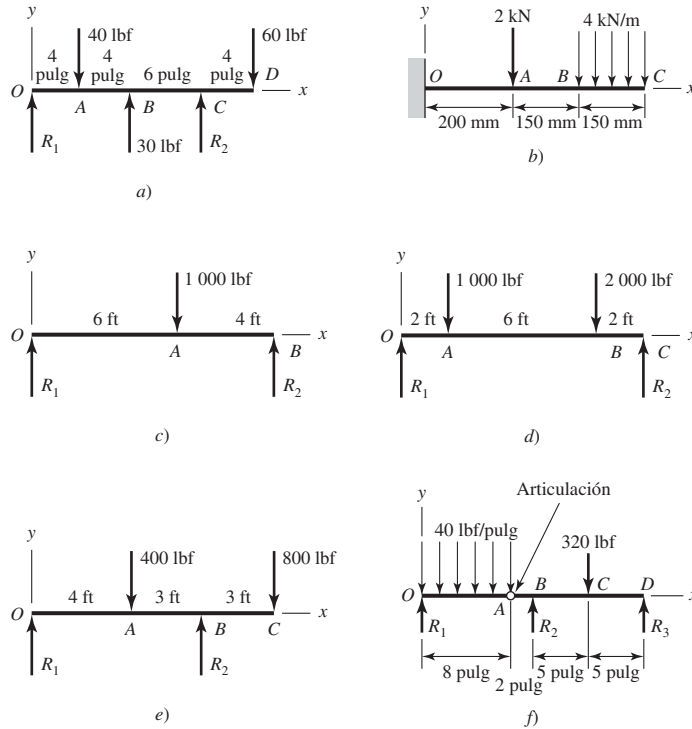 y
40 lbf
60 lbf
4 pulg
4 pulg
6 pulg
4 pulg
D
O
x
A
B
C
R1
30 lbf
R2
a)
y
2 kN
4 kN/m
O
A
B
C
x
200 mm
150 mm
150 mm
b)
y
1 000 lbf
6 ft
4 ft
O
x
A
B
R1
R2
c)
y
1 000 lbf
2 000 lbf
2 ft
6 ft
2 ft
O
x
A
B
C
R1
R2
d)
y
400 lbf
800 lbf
4 ft
3 ft
3 ft
O
x
A
B
C
R1
R2
e)
Articulación
y
40 lbf/pulg
320 lbf
O
A
B
C
D
x
R1
R2
R3
8 pulg
2 pulg
5 pulg
5 pulg
f)